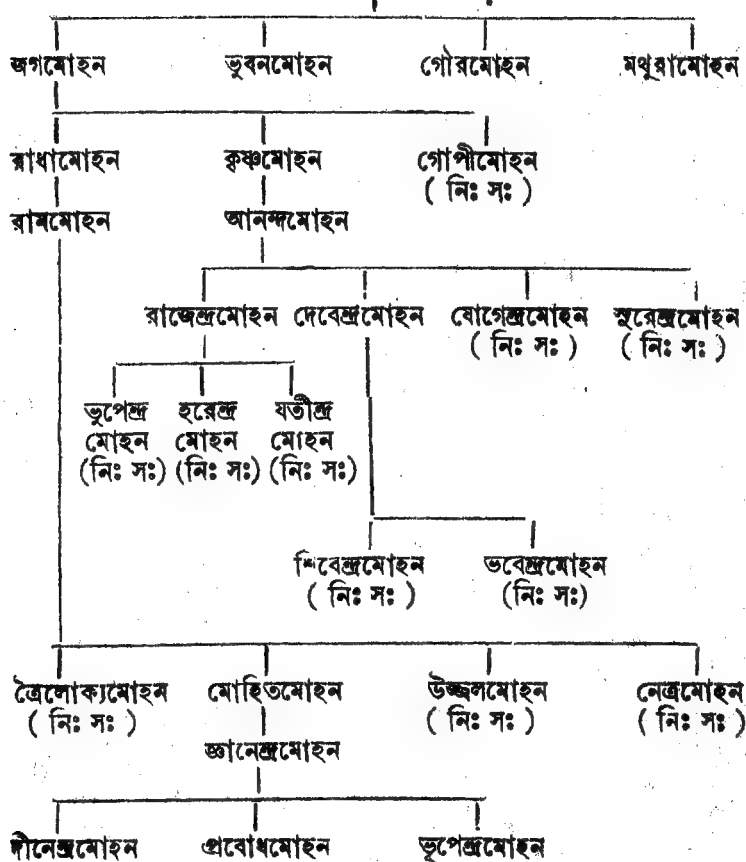 জগমোহন ভুবনমোহন গৌরমোহন মথুরামোহন
রাধামোহন কৃষ্ণমোহন গোপীমোহন
( নিঃ সঃ )
রামমোহন আনন্দমোহন
রাজেন্দ্রমোহন দেবেন্দ্রমোহন যোগেন্দ্রমোহন সুরেন্দ্রমোহন
( নিঃ সঃ ) ( নিঃ সঃ )
ভুপেন্দ্র হরেন্দ্র যতীন্দ্র
মোহন মোহন মোহন
(নিঃ সঃ) (নিঃ সঃ) (নিঃ সঃ)
শিবেন্দ্রমোহন ভবেন্দ্রমোহন
( নিঃ সঃ ) (নিঃ সঃ)
ত্রৈলোক্যমোহন মোহিতমোহন উজ্জলমোহন নেত্রমোহন
( নিঃ সঃ ) ( নিঃ সঃ ) ( নিঃ সঃ )
জ্ঞানেন্দ্রমোহন
দীনেন্দ্রমোহন প্রবোধমোহন ভূপেন্দ্রমোহন